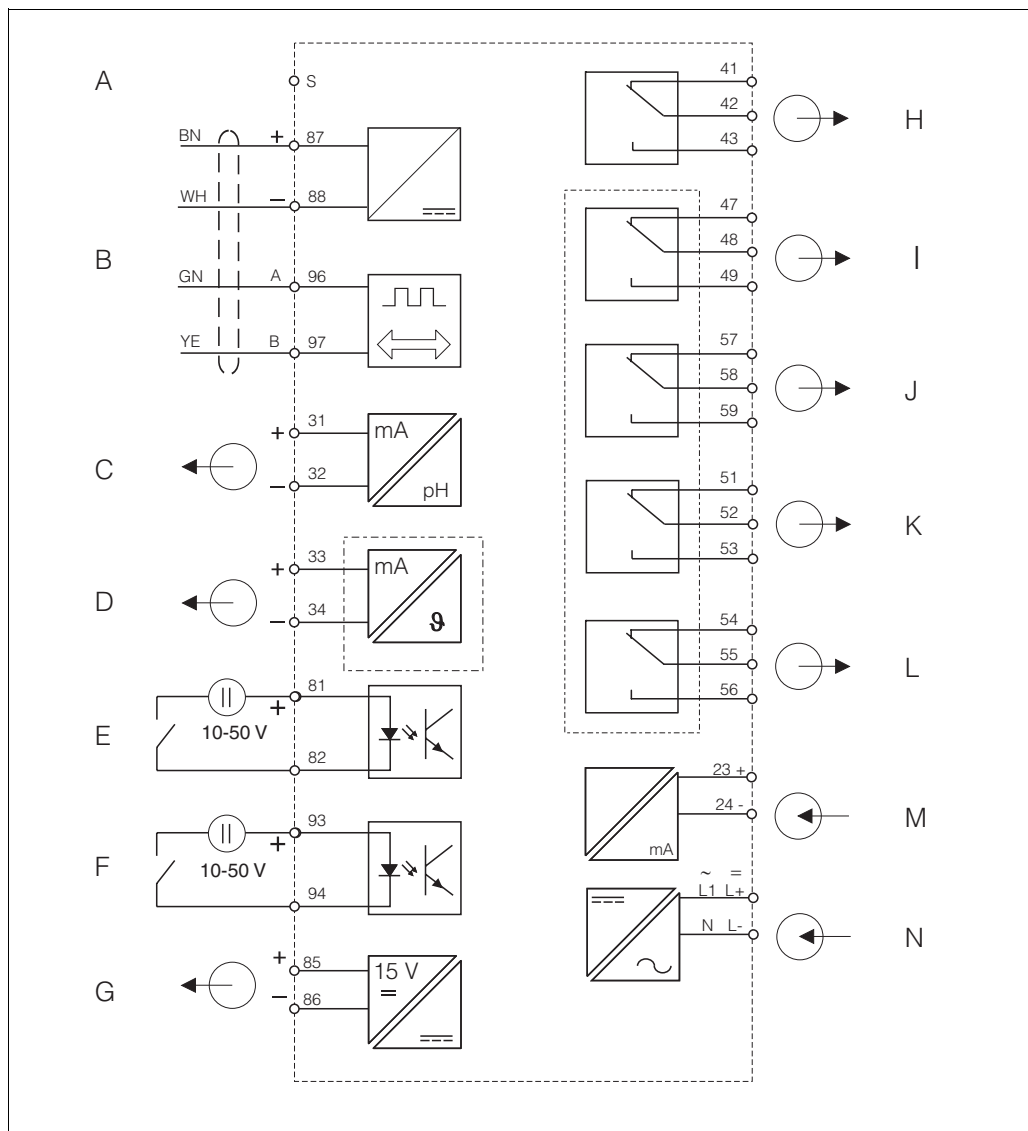 A
S
BN
+
87
WH
−
88
B
GN
A
96
YE
B
97
C
+
31
−
32
mA
pH
D
+
33
−
34
mA
ϑ
E
10-50 V
+
81
82
F
10-50 V
+
93
94
G
+
85
−
86
15 V
=
41
42
43
H
47
48
49
I
57
58
59
J
51
52
53
K
54
55
56
L
23 +
24 -
mA
M
~ =
L1 L+
N L-
N